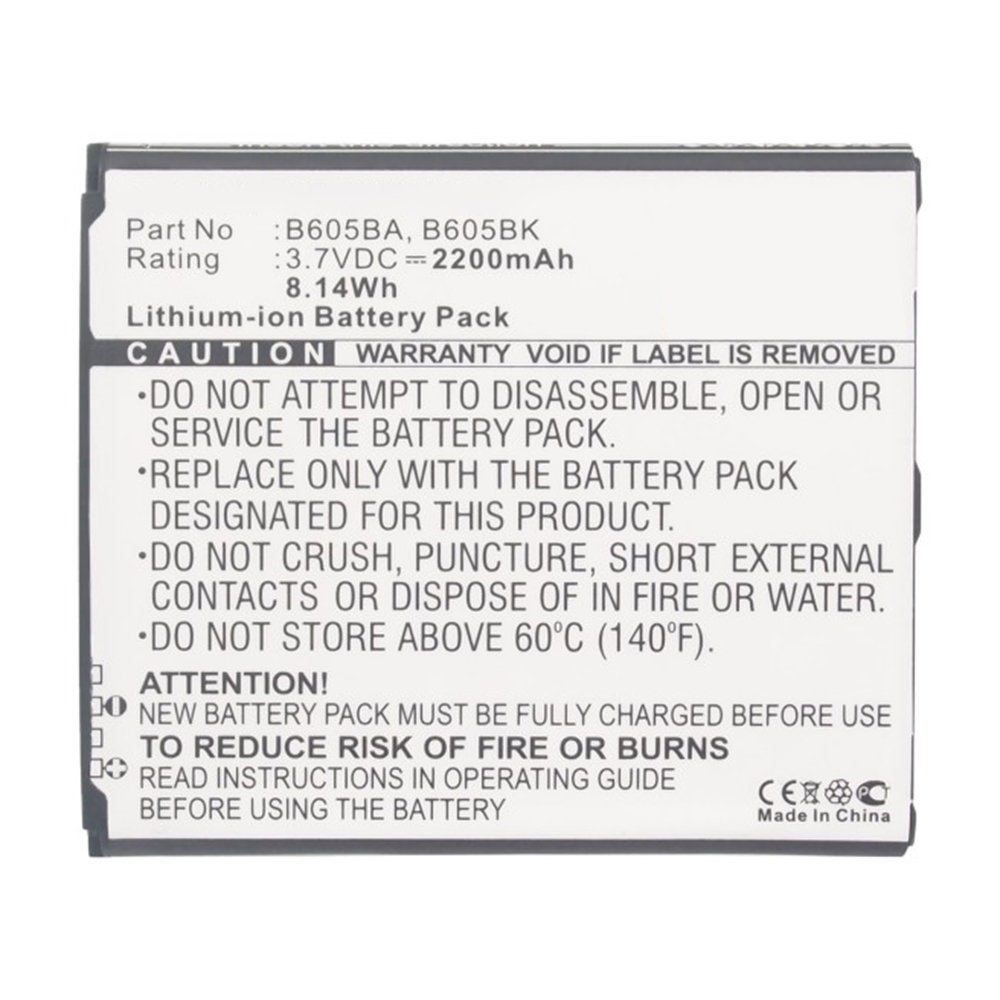 Part No : B605BA, B605BK
Rating : 3.7VDC ⎓ 2200mAh
8.14Wh
Lithium-ion Battery Pack
CAUTION WARRANTY VOID IF LABEL IS REMOVED
•DO NOT ATTEMPT TO DISASSEMBLE, OPEN OR
SERVICE THE BATTERY PACK.
•REPLACE ONLY WITH THE BATTERY PACK
DESIGNATED FOR THIS PRODUCT.
•DO NOT CRUSH, PUNCTURE, SHORT EXTERNAL
CONTACTS OR DISPOSE OF IN FIRE OR WATER.
•DO NOT STORE ABOVE 60°C (140°F).
ATTENTION!
NEW BATTERY PACK MUST BE FULLY CHARGED BEFORE USE
TO REDUCE RISK OF FIRE OR BURNS
READ INSTRUCTIONS IN OPERATING GUIDE
BEFORE USING THE BATTERY
CE
Made In China